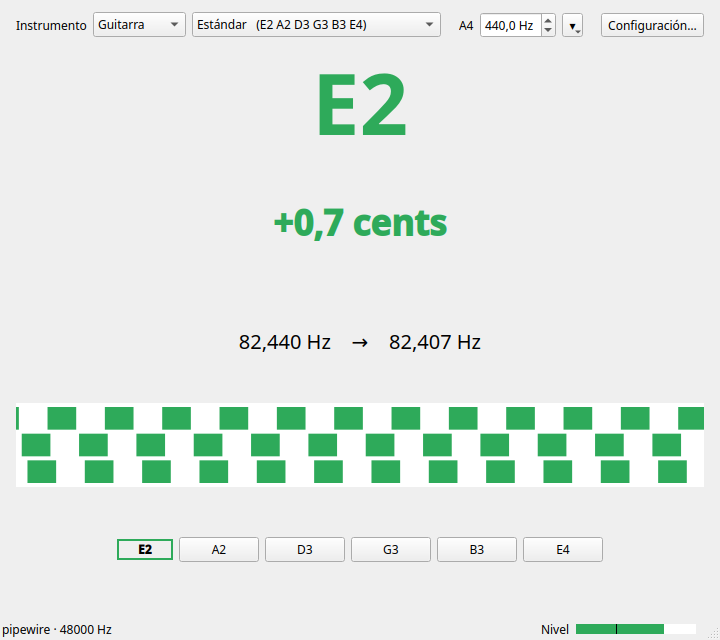 Instrumento Guitarra Estándar (E2 A2 D3 G3 B3 E4) A4 440,0 Hz Configuración...
E2
+0,7 cents
82,440 Hz → 82,407 Hz
E2 A2 D3 G3 B3 E4
pipewire · 48000 Hz Nivel